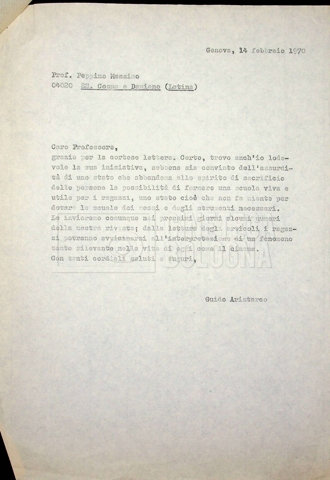 Genova, 14 febbraio 1970
Prof. Peppino Mancino
04020 SS. Cosma e Damiano (Latina)
Caro Professore,
grazie per la cortese lettera. Certo, trovo anch'io lode-
vole la sua iniziativa, sebbene sia convinto dell'assurdi-
tà di uno stato che abbandona allo spirito di sacrificio
delle persone la possibilità di formare una scuola viva e
utile per i ragazzi, uno stato cioè che non fa niente per
dotare le scuole dei mezzi e degli strumenti necessari.
Le invieremo comunque nei prossimi giorni alcuni numeri
della nostra rivista; dalla lettura degli articoli i ragaz-
zi potranno avvicinarsi all'interpretazione di un fenomeno
tanto rilevante nella vita di oggi come il cinema.
Con tanti cordiali saluti e auguri,
Guido Aristarco
BOLOGNA